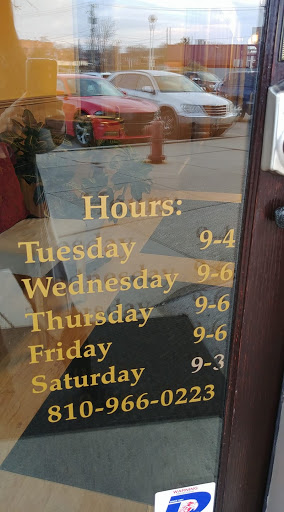 Hours:
Tuesday 9-4
Wednesday 9-6
Thursday 9-6
Friday 9-6
Saturday 9-3
810-966-0223
WARNING